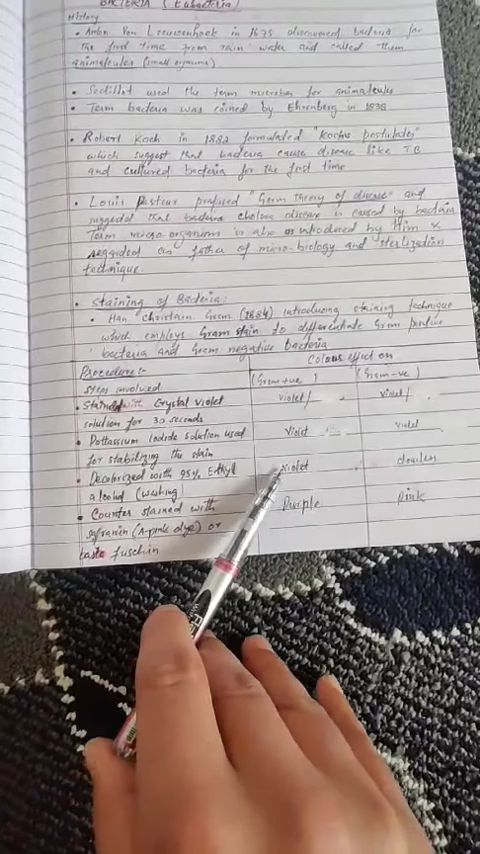 BACTERIA (Eubacteria)
History
• Anton Van Leeuwenhoek in 1675 discovered bacteria for
the first time from rain water and called them
animalcules (small organisms)
• Sedillot used the term microbes for animalcules
• Term bacteria was coined by Ehrenberg in 1838
• Robert Koch in 1882 formulated "Kochs postulates"
which suggest that bacteria cause disease like T.B
and cultured bacteria for the first time
• Louis Pasteur proposed "Germ theory of disease" and
suggested that bacteria cholera disease is caused by bacteria
Term micro-organism is also introduced by Him &
regarded as father of micro-biology and sterilization
technique.
• Staining of Bacteria:
• Han christain Gram (1884) introducing staining technique
which employs Gram stain to differentiate Gram positive
bacteria and Gram negative bacteria
Procedure:- Colour effect on
Steps involved (Gram+ve) (Gram-ve)
• Stained with Crystal violet violet/ violet/
solution for 30 seconds
• Pottassium Iodide solution used violet violet
for stabilizing the stain
• Decolorized with 95% Ethyl violet
alcohol (washing)
• Counter stained with Purple Pink
safranin (A-pink dye) or
fuschin